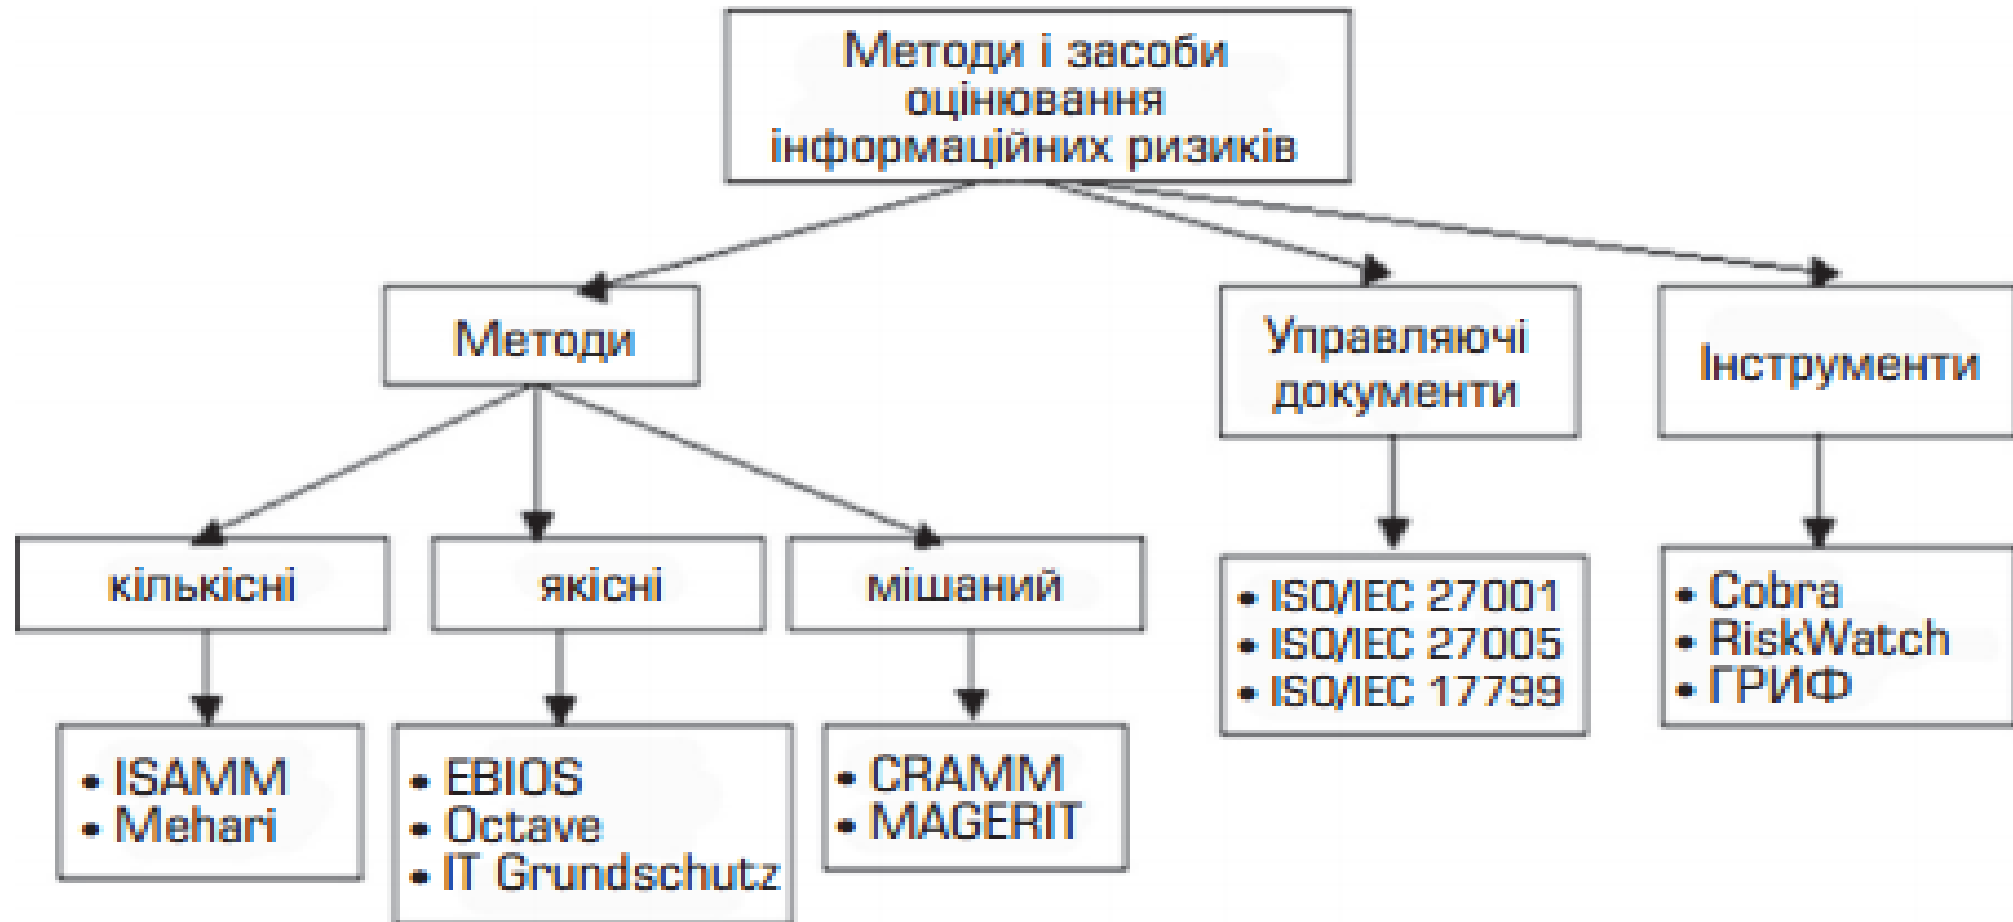 Методи і засоби
оцінювання
інформаційних ризиків
Методи
Управляючі
документи
Інструменти
кількісні
якісні
мішаний
• ISO/IEC 27001
• ISO/IEC 27005
• ISO/IEC 17799
• Cobra
• RiskWatch
• ГРИФ
• ISAMM
• Mehari
• EBIOS
• Octave
• IT Grundschutz
• CRAMM
• MAGERIT